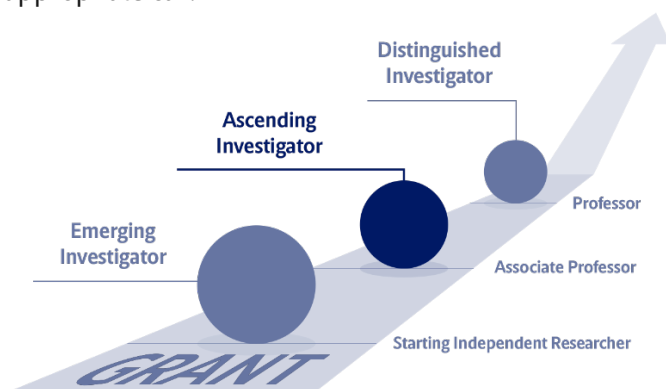 Distinguished
Investigator
Ascending
Investigator
Professor
Emerging
Investigator
Associate Professor
Starting Independent Researcher
GRANT